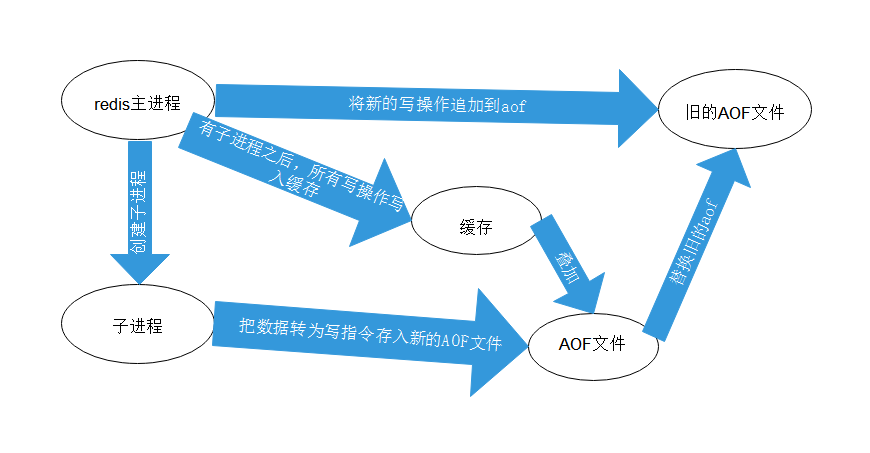 redis主进程
将新的写操作追加到aof
旧的AOF文件
有子进程之后，所有写操作写
入缓存
创建子进程
缓存
叠加
替换旧的aof
子进程
把数据转为写指令存入新的AOF文件
AOF文件